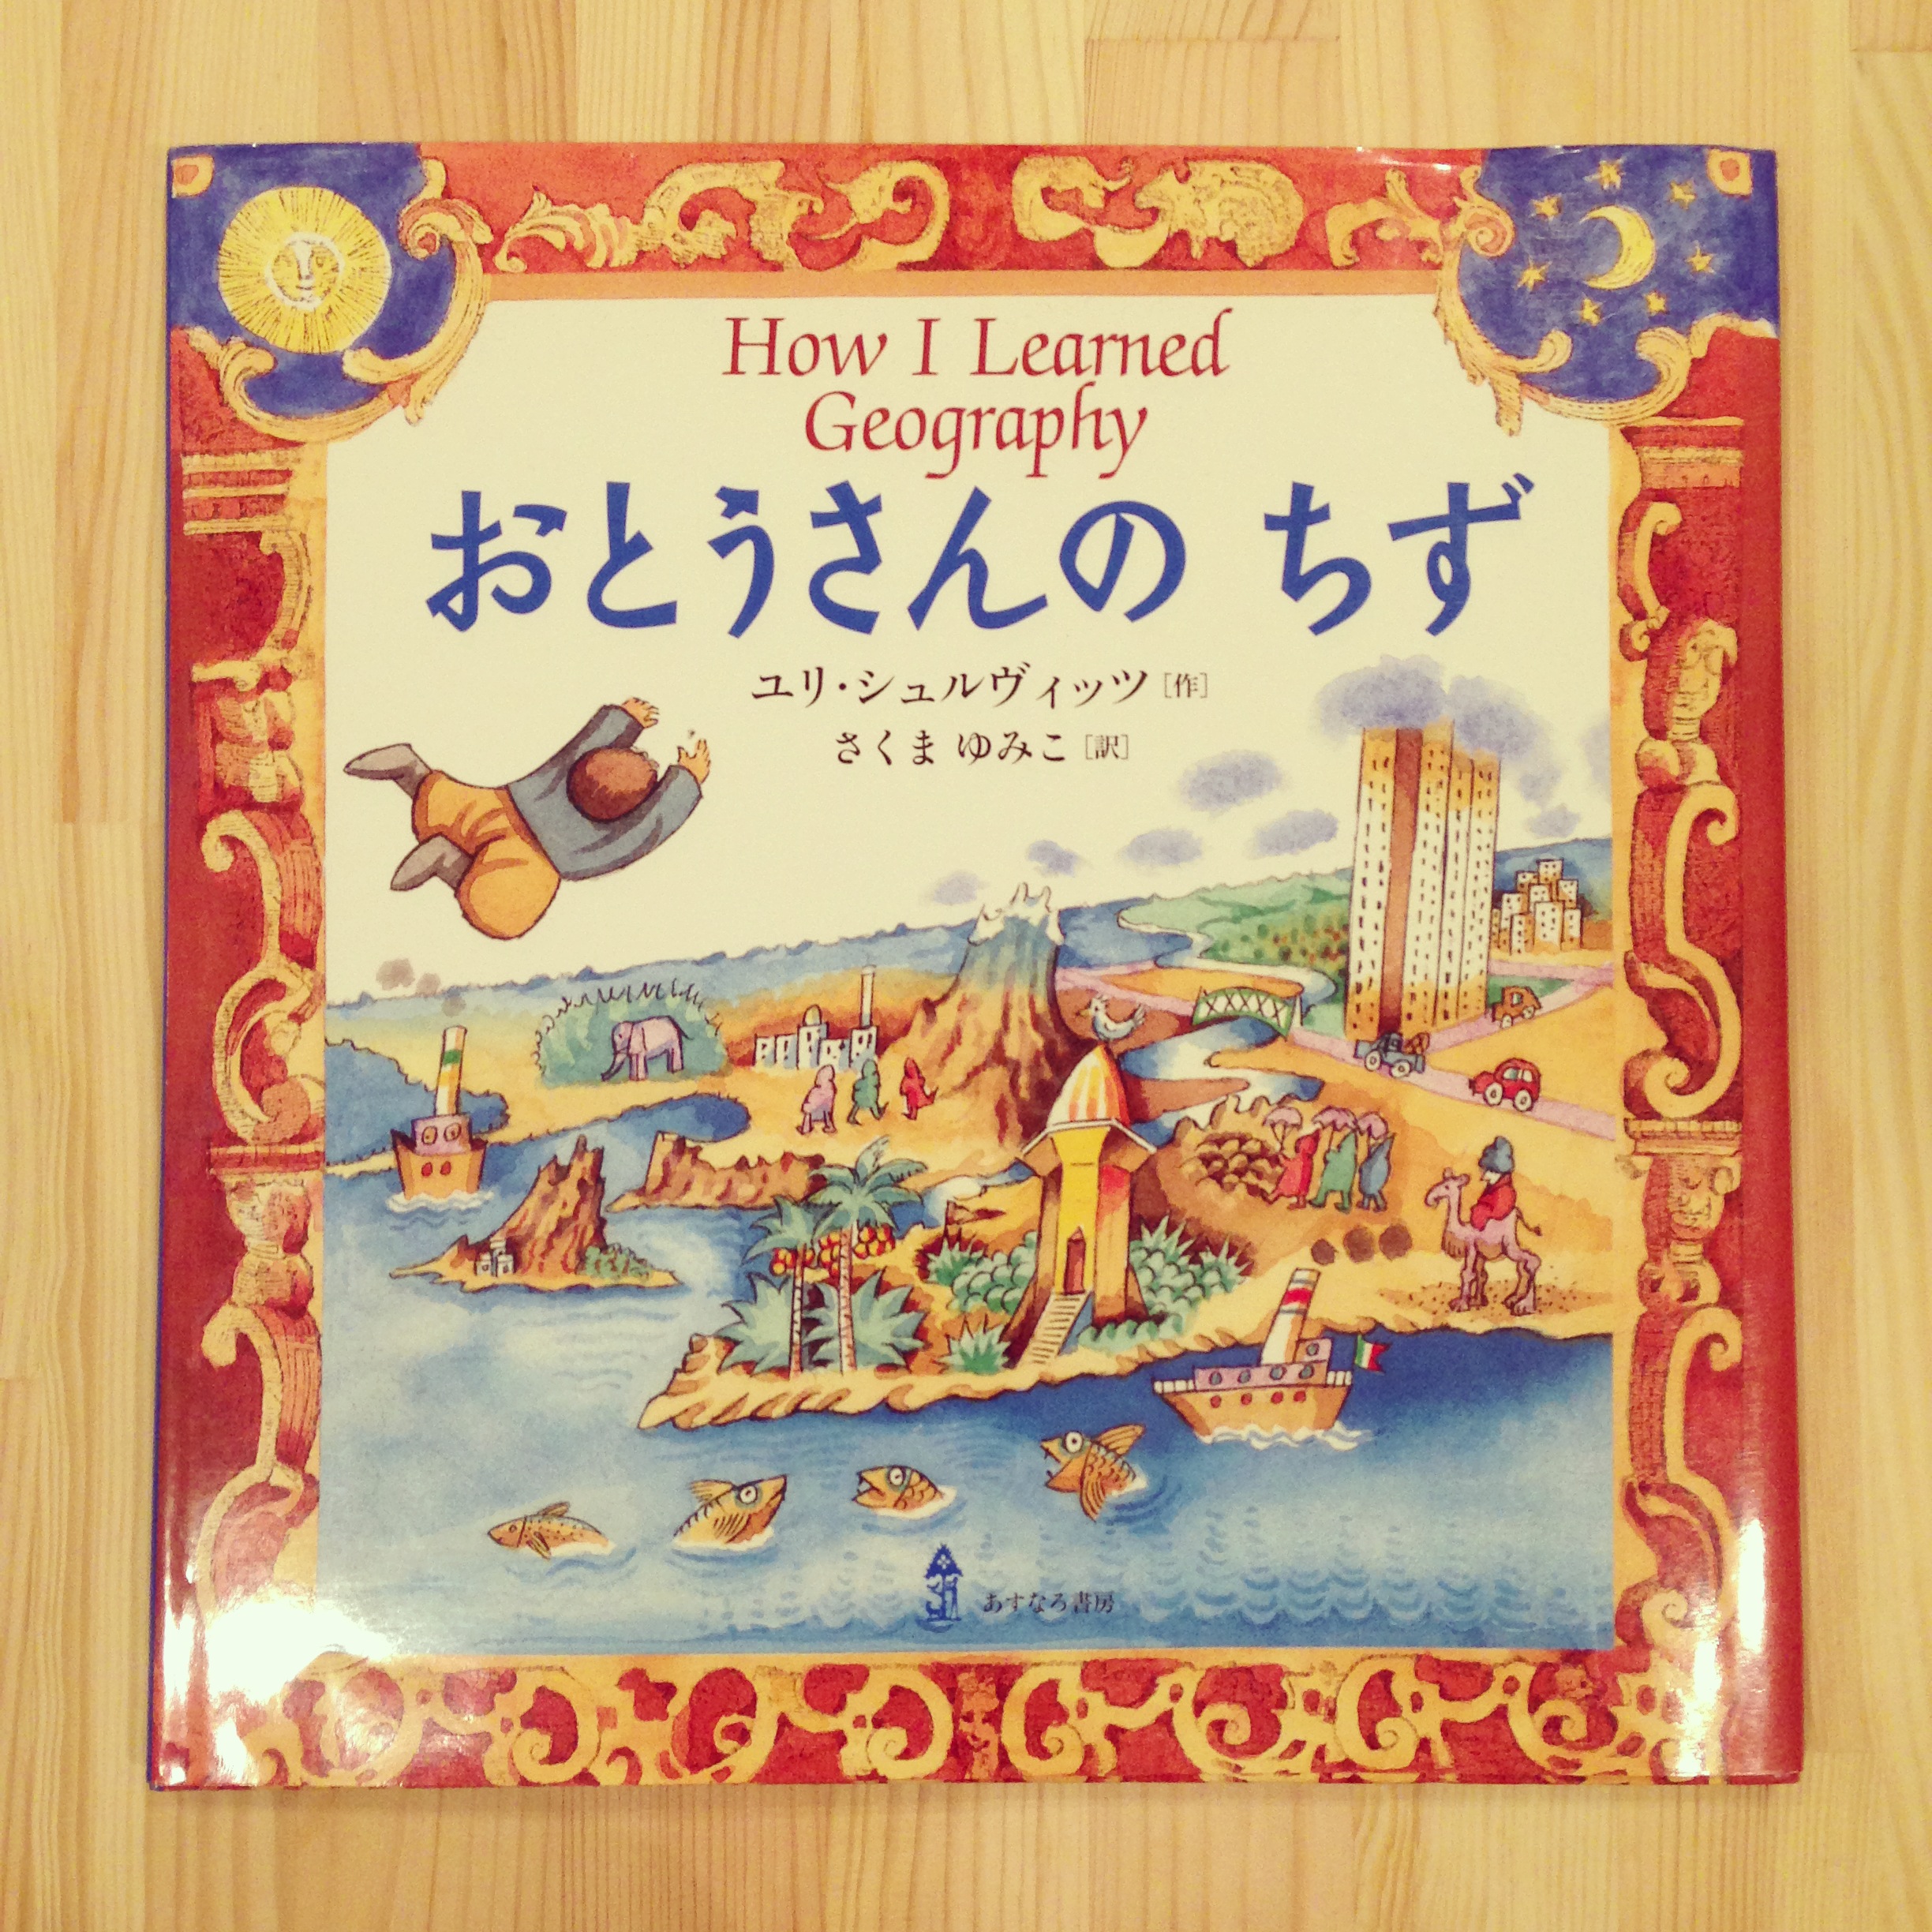 How I Learned
Geography
おとうさんの ちず
ユリ・シュルヴィッツ［作］
さくま ゆみこ［訳］
あすなろ書房